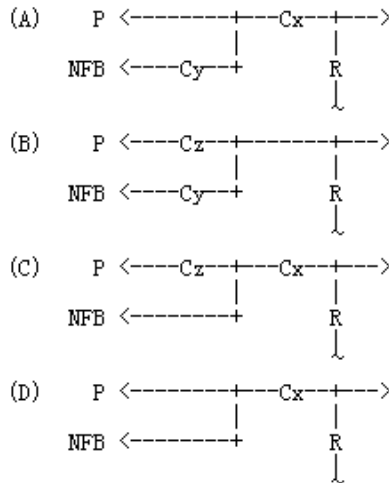 (A) P <---------+---Cx--+---->
| |
NFB <-----Cy--+ R
|
~
(B) P <-----Cz--+-------+---->
| |
NFB <-----Cy--+ R
|
~
(C) P <-----Cz--+---Cx--+---->
| |
NFB <---------+ R
|
~
(D) P <---------+---Cx--+---->
| |
NFB <---------+ R
|
~